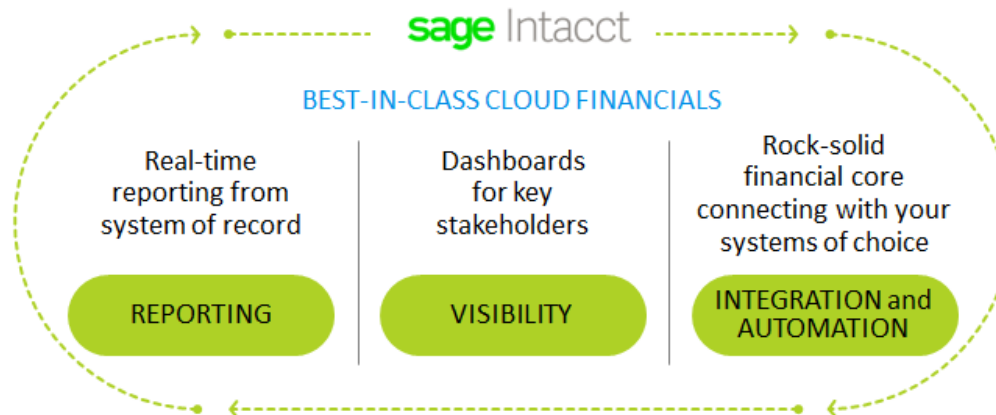 sage Intacct
BEST-IN-CLASS CLOUD FINANCIALS
Real-time
reporting from
system of record
REPORTING
Dashboards
for key
stakeholders
VISIBILITY
Rock-solid
financial core
connecting with your
systems of choice
INTEGRATION and
AUTOMATION